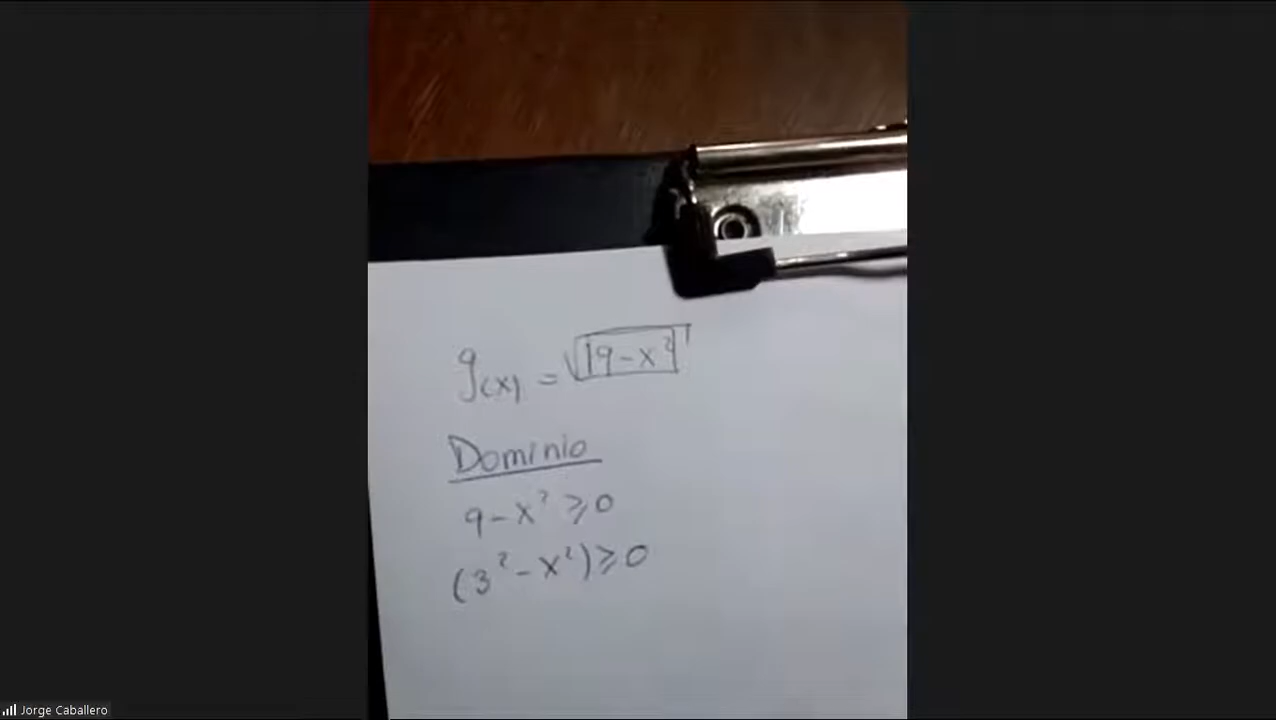 g(x) = √9-x²
Dominio
9-x² ≥ 0
(3²-x²) ≥ 0
Jorge Caballero